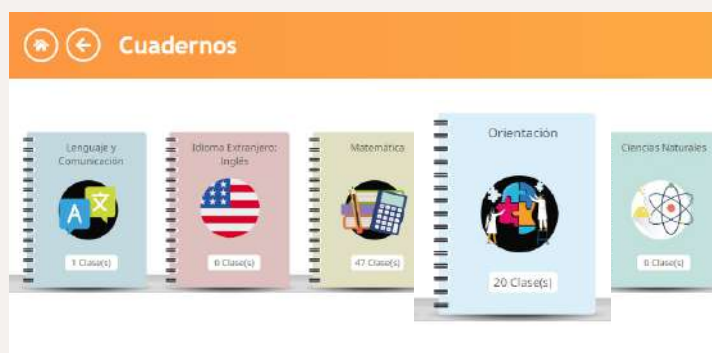 Cuadernos
Lenguaje y
Comunicación
1 Clase(s)
Idioma Extranjero:
Inglés
0 Clase(s)
Matemática
47 Clase(s)
Orientación
20 Clase(s)
Ciencias Naturales
0 Clase(s)